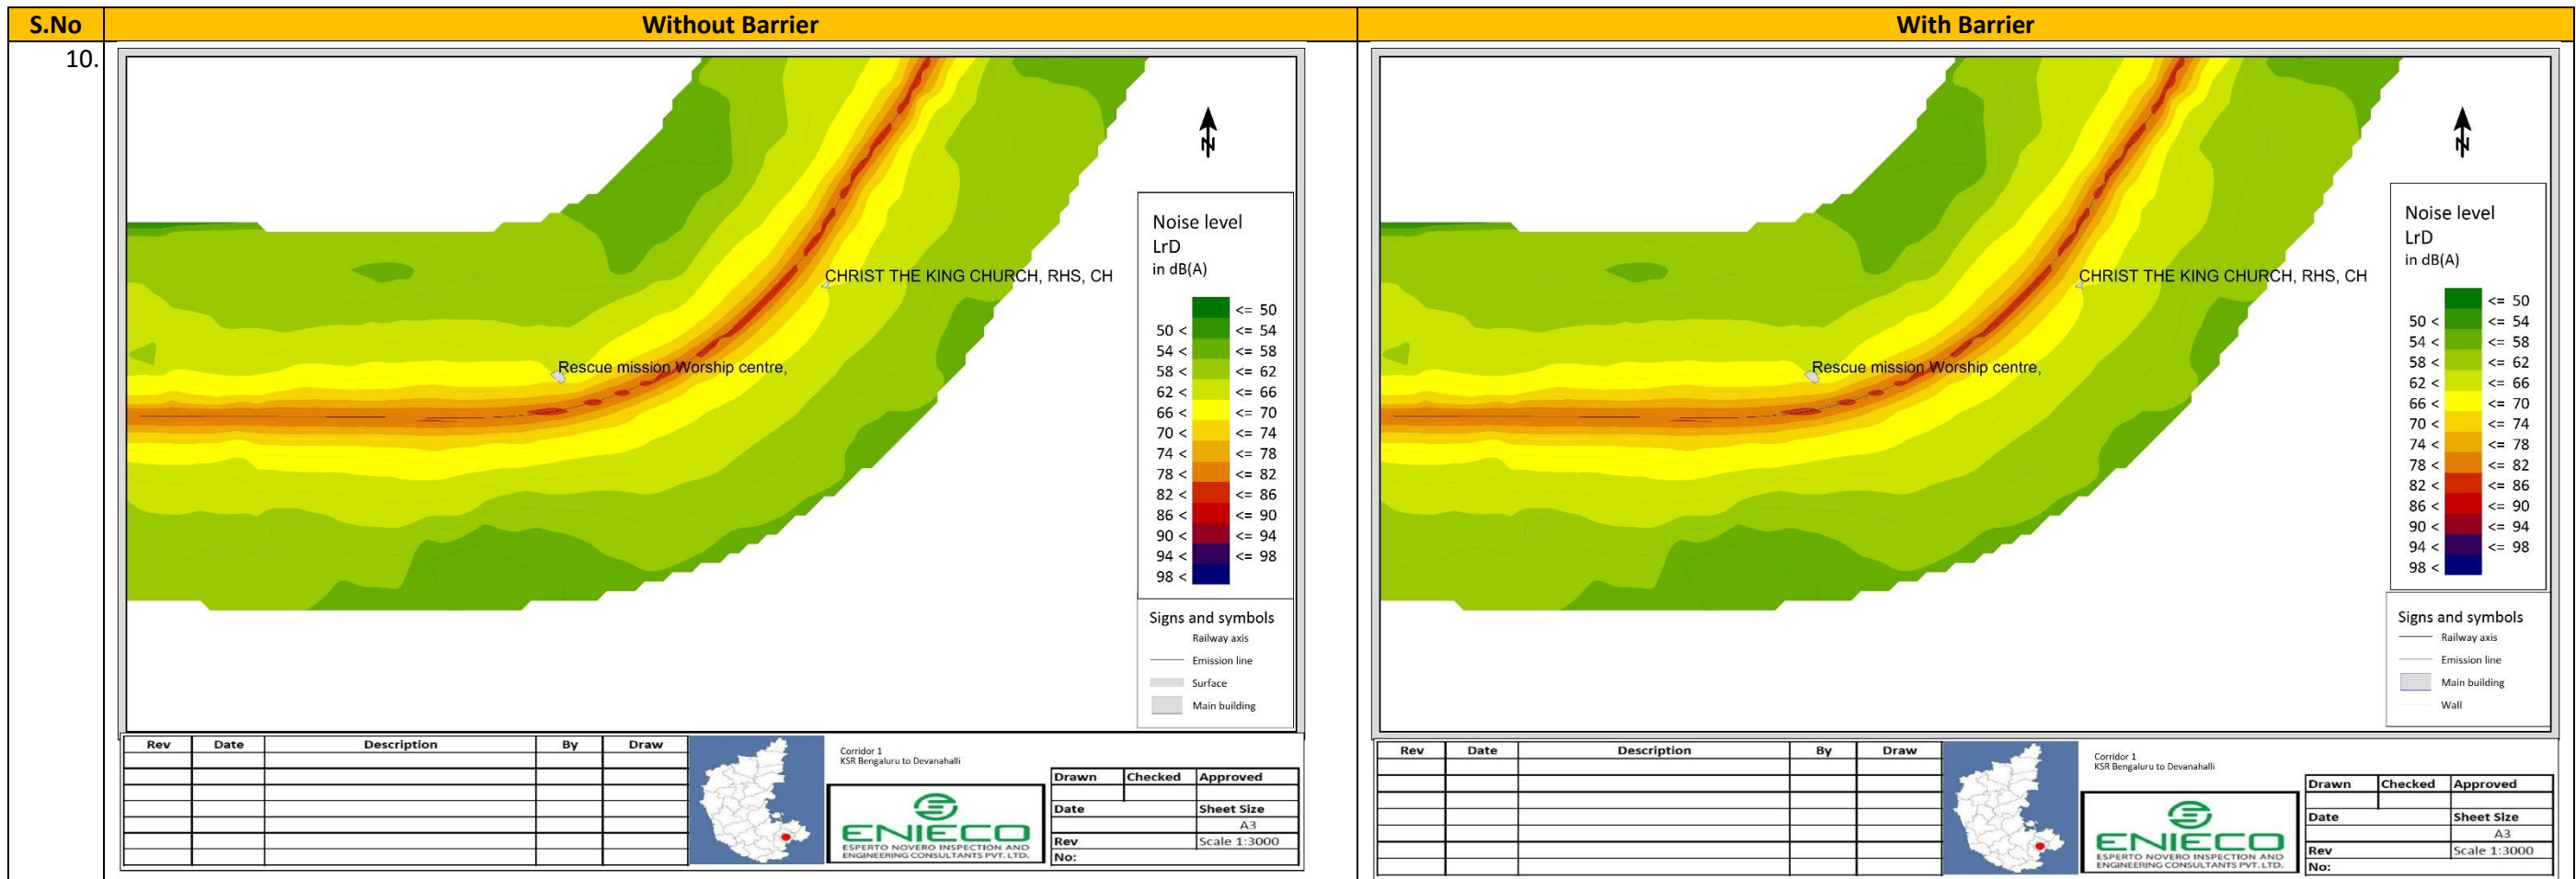 S.No Without Barrier With Barrier
10.
N
CHRIST THE KING CHURCH, RHS, CH
Rescue mission Worship centre,
Noise level
LrD
in dB(A)
<= 50
50 < <= 54
54 < <= 58
58 < <= 62
62 < <= 66
66 < <= 70
70 < <= 74
74 < <= 78
78 < <= 82
82 < <= 86
86 < <= 90
90 < <= 94
94 < <= 98
98 <
Signs and symbols
Railway axis
Emission line
Surface
Main building
Rev Date Description By Draw
Corridor 1
KSR Bengaluru to Devanahalli
ENIECO
ESPERTO NOVERO INSPECTION AND
ENGINEERING CONSULTANTS PVT. LTD.
Drawn Checked Approved
Date Sheet Size
A3
Rev Scale 1:3000
No:
N
CHRIST THE KING CHURCH, RHS, CH
Rescue mission Worship centre,
Noise level
LrD
in dB(A)
<= 50
50 < <= 54
54 < <= 58
58 < <= 62
62 < <= 66
66 < <= 70
70 < <= 74
74 < <= 78
78 < <= 82
82 < <= 86
86 < <= 90
90 < <= 94
94 < <= 98
98 <
Signs and symbols
Railway axis
Emission line
Main building
Wall
Rev Date Description By Draw
Corridor 1
KSR Bengaluru to Devanahalli
ENIECO
ESPERTO NOVERO INSPECTION AND
ENGINEERING CONSULTANTS PVT. LTD.
Drawn Checked Approved
Date Sheet Size
A3
Rev Scale 1:3000
No: